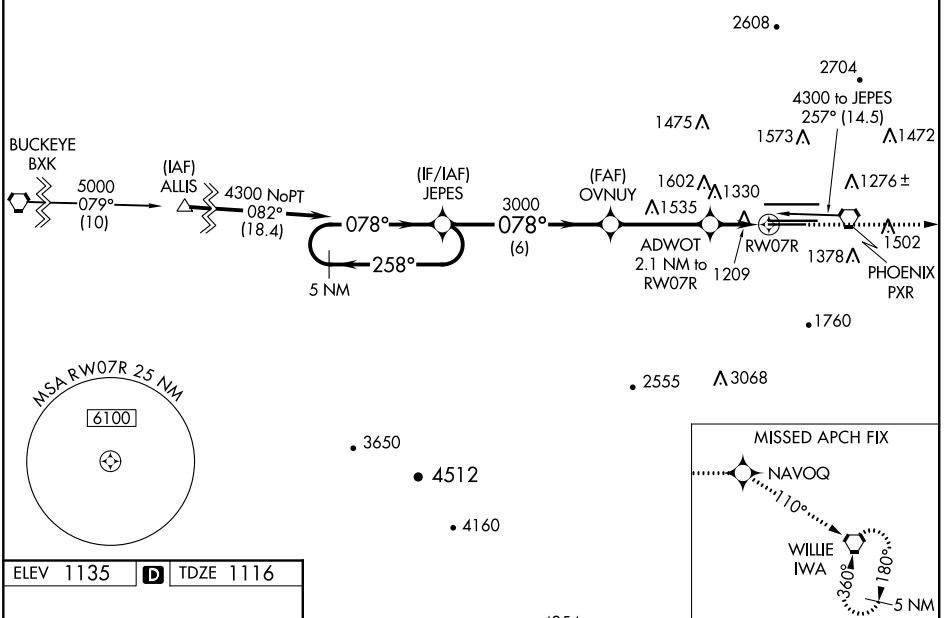 2608
2704
4300 to JEPES
257° (14.5)
1475
1573
1472
BUCKEYE
BXK
5000
079°
(10)
(IAF)
ALLIS
4300 NoPT
082°
(18.4)
(IF/IAF)
JEPES
078°
258°
5 NM
3000
078°
(6)
(FAF)
OVNUY
1602
1330
1535
1276 ±
ADWOT
2.1 NM to
RW07R
1209
RW07R
1378
1502
PHOENIX
PXR
1760
2555
3068
MSA RW07R 25 NM
6100
3650
4512
4160
MISSED APCH FIX
NAVOQ
110°
WILLIE
IWA
360°
180°
5 NM
ELEV 1135 D TDZE 1116